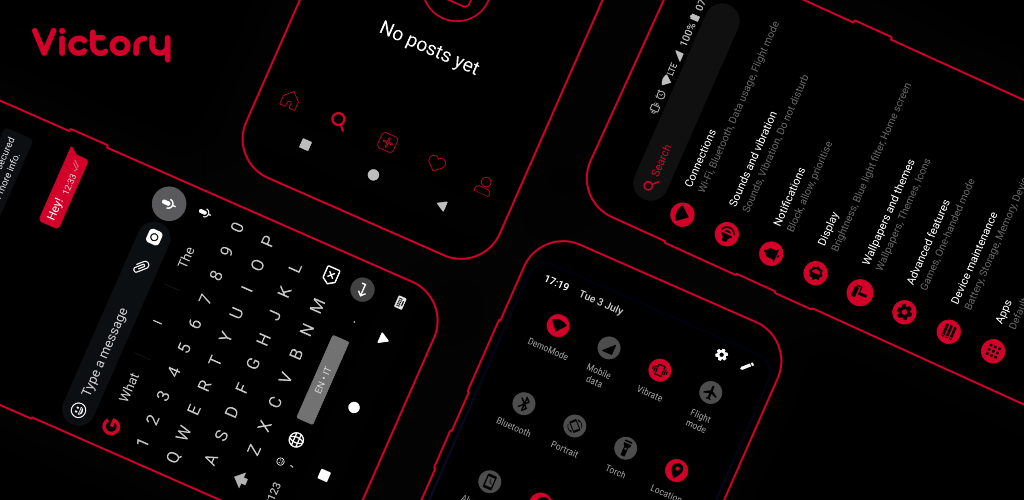 Victory
No posts yet
ecured
more info.
Hey! 12:33
Type a message
What
I
The
1 2 3 4 5 6 7 8 9 0
Q W E R T Y U I O P
A S D F G H J K L
Z X C V B N M
123
,
EN • IT
.
17:19 Tue 3 July
DemoMode
Mobile
data
Vibrate
Flight
mode
Bluetooth
Portrait
Torch
Location
LTE 100% 07
Search
Connections
Wi-Fi, Bluetooth, Data usage, Flight mode
Sounds and vibration
Sounds, Vibration, Do not disturb
Notifications
Block, allow, prioritise
Display
Brightness, Blue light filter, Home screen
Wallpapers and themes
Wallpapers, Themes, Icons
Advanced features
Games, One-handed mode
Device maintenance
Battery, Storage, Memory, Device
Apps
Default